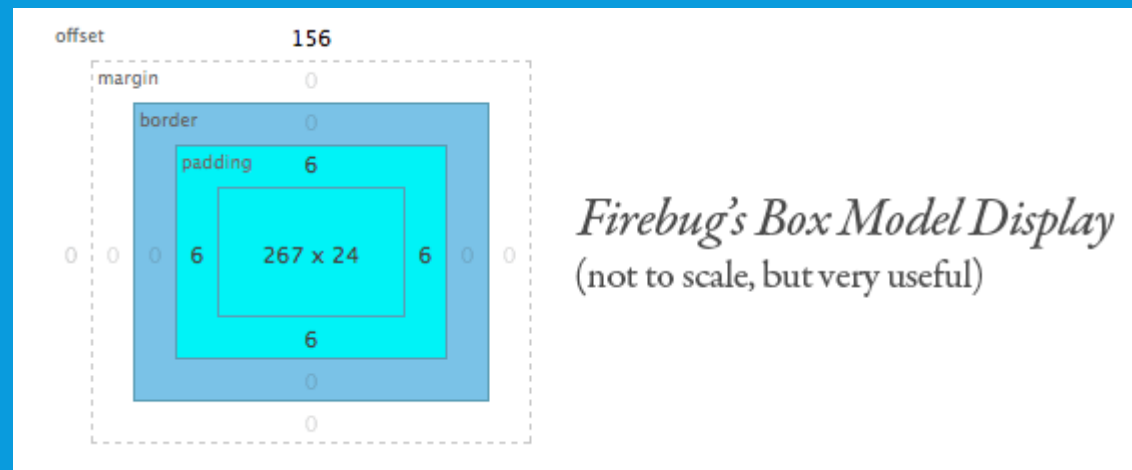 offset 156
margin 0
border 0
padding 6
0 0 0 6 267 x 24 6 0 0
6
0
0
Firebug's Box Model Display
(not to scale, but very useful)